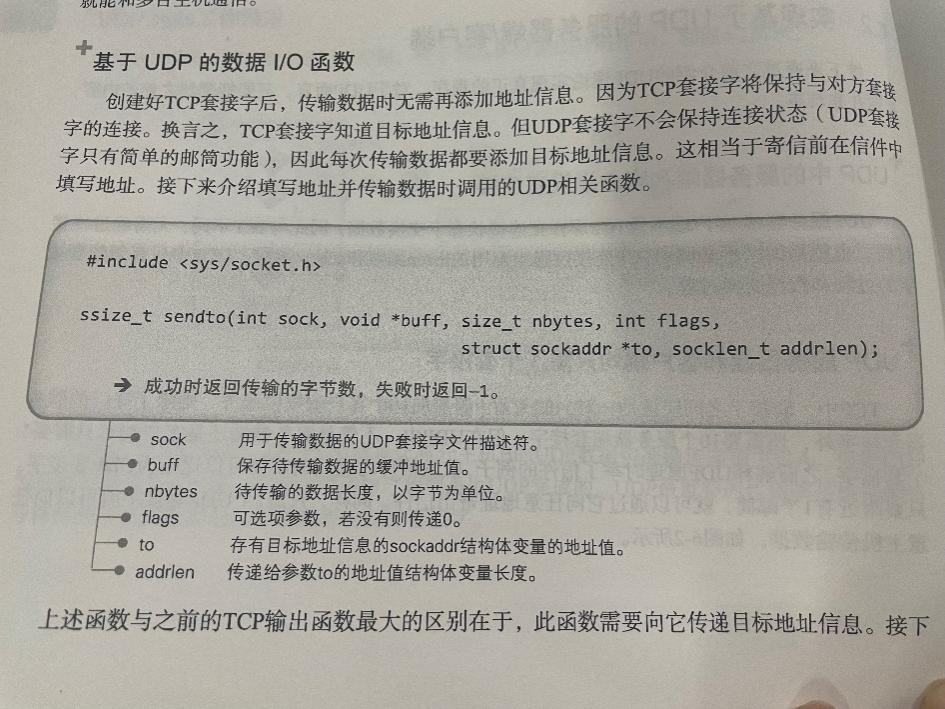 就能和多台主机通信。
基于 UDP 的数据 I/O 函数
创建好TCP套接字后，传输数据时无需再添加地址信息。因为TCP套接字将保持与对方套接
字的连接。换言之，TCP套接字知道目标地址信息。但UDP套接字不会保持连接状态（UDP套接
字只有简单的邮筒功能），因此每次传输数据都要添加目标地址信息。这相当于寄信前在信件中
填写地址。接下来介绍填写地址并传输数据时调用的UDP相关函数。
#include <sys/socket.h>
ssize_t sendto(int sock, void *buff, size_t nbytes, int flags,
struct sockaddr *to, socklen_t addrlen);
→ 成功时返回传输的字节数，失败时返回–1。
sock 用于传输数据的UDP套接字文件描述符。
buff 保存待传输数据的缓冲地址值。
nbytes 待传输的数据长度，以字节为单位。
flags 可选项参数，若没有则传递0。
to 存有目标地址信息的sockaddr结构体变量的地址值。
addrlen 传递给参数to的地址值结构体变量长度。
上述函数与之前的TCP输出函数最大的区别在于，此函数需要向它传递目标地址信息。接下